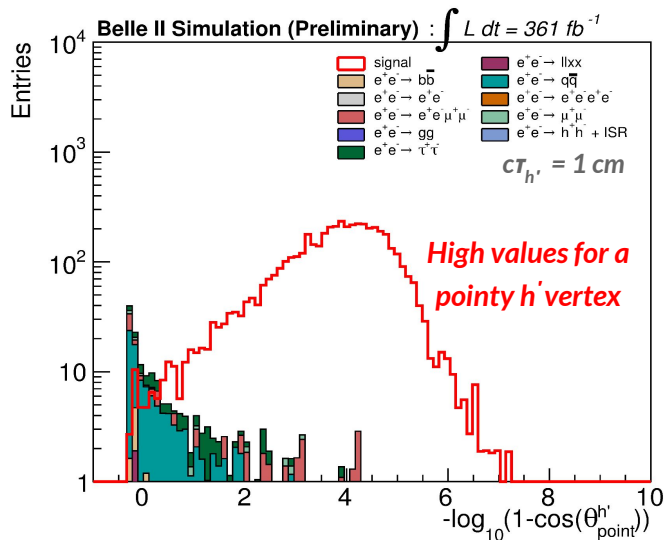 Belle II Simulation (Preliminary) : ∫ L dt = 361 fb⁻¹
signal
e⁺e⁻→ bb̅
e⁺e⁻→ e⁺e⁻
e⁺e⁻→ e⁺e⁻μ⁺μ⁻
e⁺e⁻→ gg
e⁺e⁻→ τ⁺τ⁻
e⁺e⁻→ llxx
e⁺e⁻→ qq̅
e⁺e⁻→ e⁺e⁻e⁺e⁻
e⁺e⁻→ μ⁺μ⁻
e⁺e⁻→ h⁺h⁻ + ISR
cτₕ' = 1 cm
High values for a
pointy h' vertex
Entries
10⁴
10³
10²
10
1
0 2 4 6 8 10
-log₁₀(1-cos(θ^{h'}_{point}))